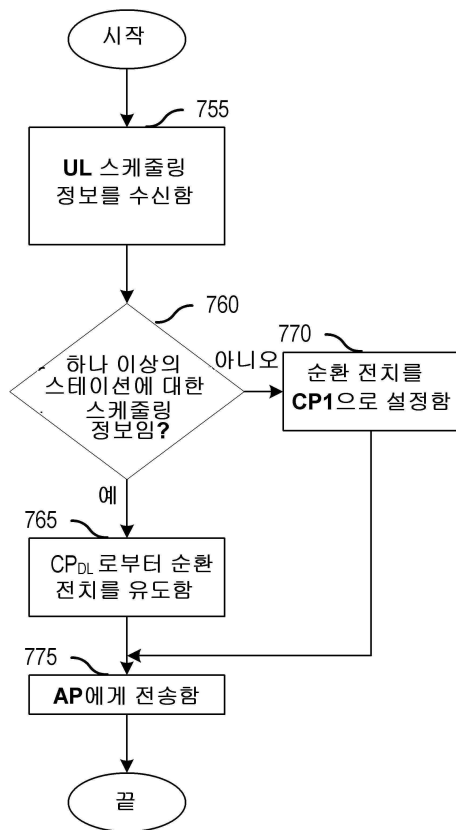 시작
755
UL 스케줄링
정보를 수신함
760
하나 이상의
스테이션에 대한
스케줄링
정보임?
아니오
770
순환 전치를
CP1으로 설정함
예
765
CPDL로부터 순환
전치를 유도함
775
AP에게 전송함
끝